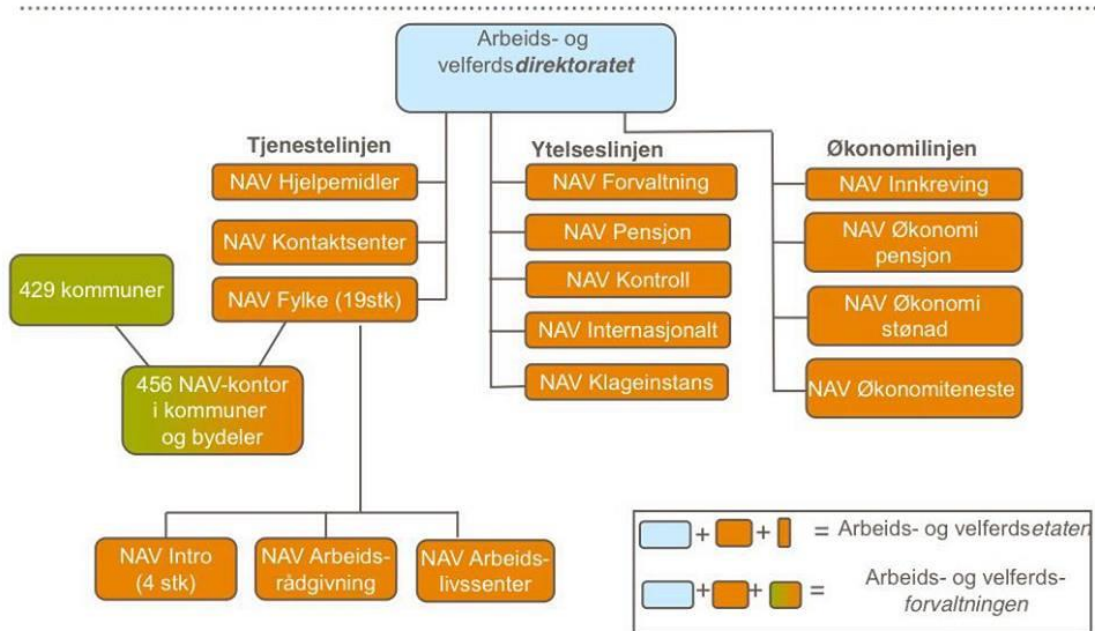 Arbeids- og
velferdsdirektoratet
Tjenestelinjen
NAV Hjelpemidler
NAV Kontaktsenter
NAV Fylke (19stk)
429 kommuner
456 NAV-kontor
i kommuner
og bydeler
NAV Intro
(4 stk)
NAV Arbeids-
rådgivning
NAV Arbeids-
livssenter
Ytelseslinjen
NAV Forvaltning
NAV Pensjon
NAV Kontroll
NAV Internasjonalt
NAV Klageinstans
Økonomilinjen
NAV Innkreving
NAV Økonomi
pensjon
NAV Økonomi
stønad
NAV Økonomiteneste
+ + = Arbeids- og velferdsetaten
+ + = Arbeids- og velferds-
forvaltningen